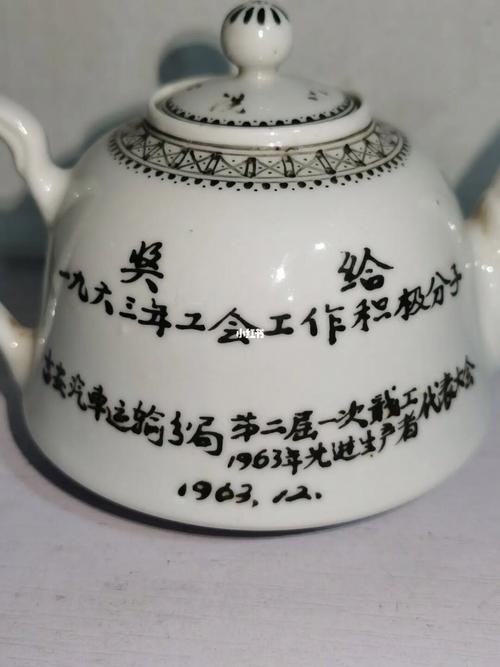 奖 给
一九六三年工会工作积极分子
小红书
吉安汽車运输分局 第二届一次職工
1963年先进生产者 代表大会
1963.12.